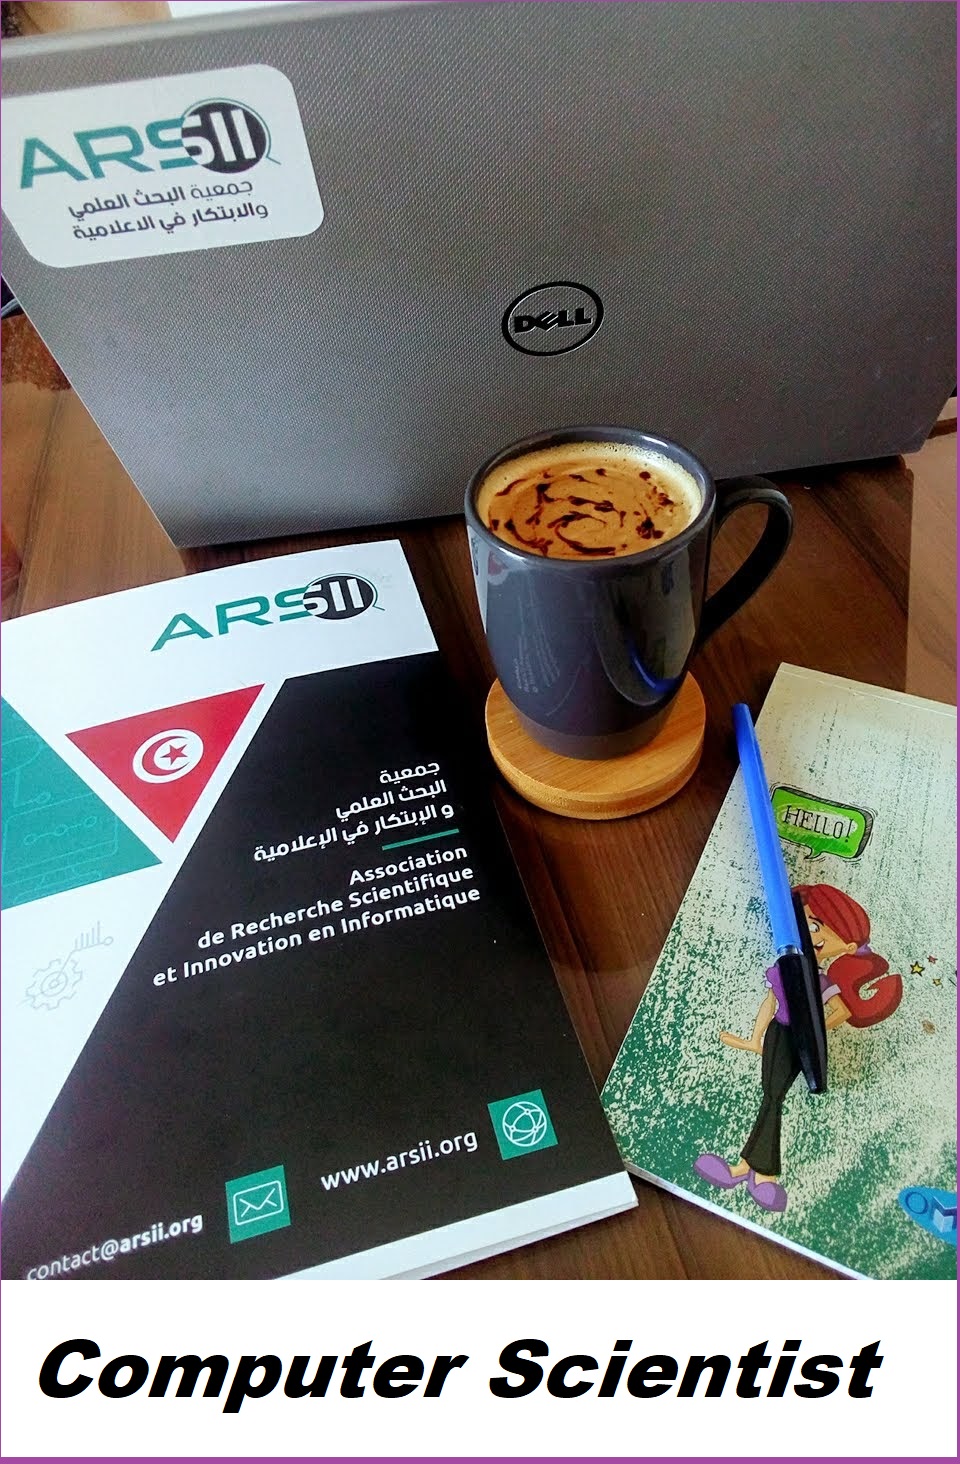 ARSII
جمعية البحث العلمي
والابتكار في الاعلامية
DELL
ARSII
جمعية
البحث العلمي
و الإبتكار في الإعلامية
Association
de Recherche Scientifique
et Innovation en Informatique
www.arsii.org
contact@arsii.org
HELLO!
G
Computer Scientist